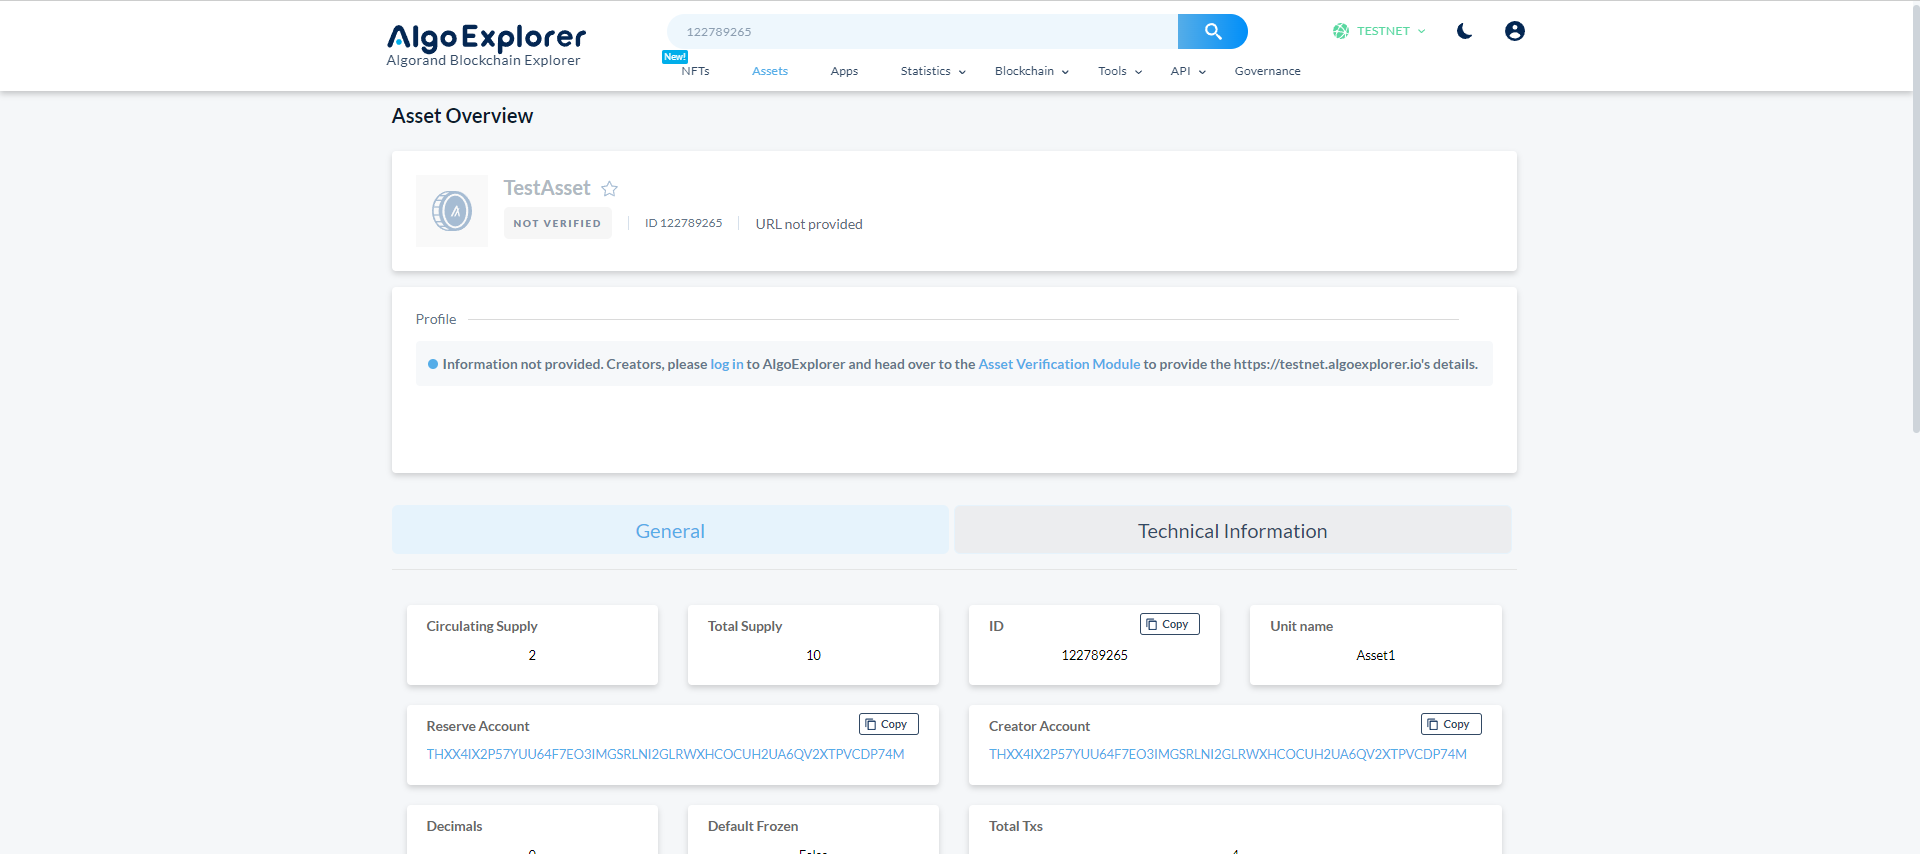 AlgoExplorer
Algorand Blockchain Explorer
122789265
TESTNET
New!
NFTs Assets Apps Statistics Blockchain Tools API Governance
Asset Overview
TestAsset
NOT VERIFIED ID 122789265 URL not provided
Profile
Information not provided. Creators, please log in to AlgoExplorer and head over to the Asset Verification Module to provide the https://testnet.algoexplorer.io's details.
General Technical Information
Circulating Supply Total Supply ID Copy Unit name
2 10 122789265 Asset1
Reserve Account Copy Creator Account Copy
THXX4IX2P57YUU64F7EO3IMGSRLNI2GLRWXHCOCUH2UA6QV2XTPVCDP74M THXX4IX2P57YUU64F7EO3IMGSRLNI2GLRWXHCOCUH2UA6QV2XTPVCDP74M
Decimals Default Frozen Total Txs